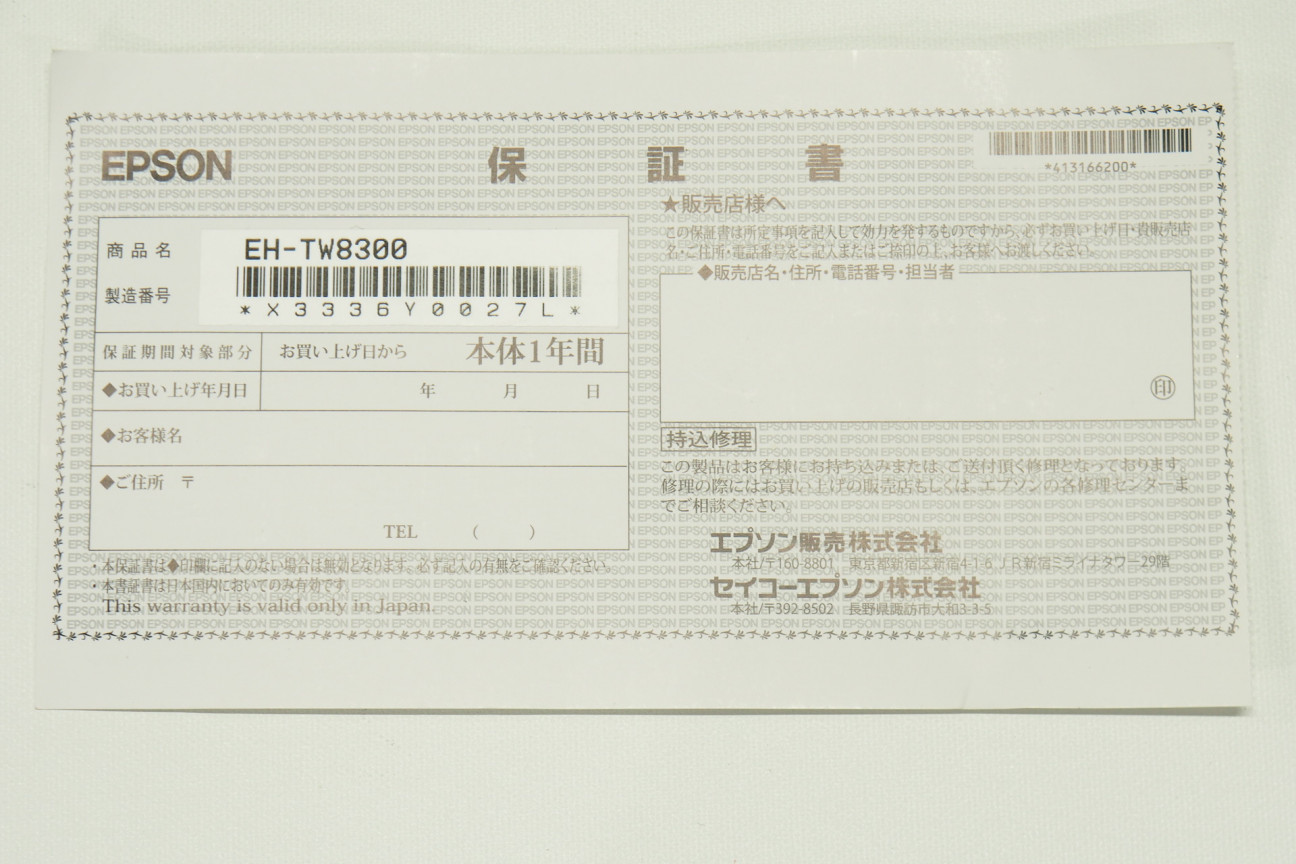 EPSON
保証書
*413166200*
商品名 EH-TW8300
製造番号 *X3336Y0027L*
保証期間対象部分 お買い上げ日から 本体1年間
◆お買い上げ年月日 年 月 日
◆お客様名
◆ご住所 〒
TEL ( )
・本保証書は◆印欄に記入のない場合は無効となります。必ず記入の有無をご確認ください。
・本書証書は日本国内においてのみ有効です
This warranty is valid only in Japan.
★販売店様へ
この保証書は所定事項を記入して効力を発するものですから、必ずお買い上げ日・貴販売店
名・ご住所・電話番号をご記入またはご捺印の上、お客様へお渡しください。
◆販売店名・住所・電話番号・担当者
印
持込修理
この製品はお客様にお持ち込みまたは、ご送付頂く修理となっております。
修理の際にはお買い上げの販売店もしくは、エプソンの各修理センターま
でご相談ください。
エプソン販売株式会社
本社/〒160-8801 東京都新宿区新宿4-1-6 JR新宿ミライナタワー29階
セイコーエプソン株式会社
本社/〒392-8502 長野県諏訪市大和3-3-5